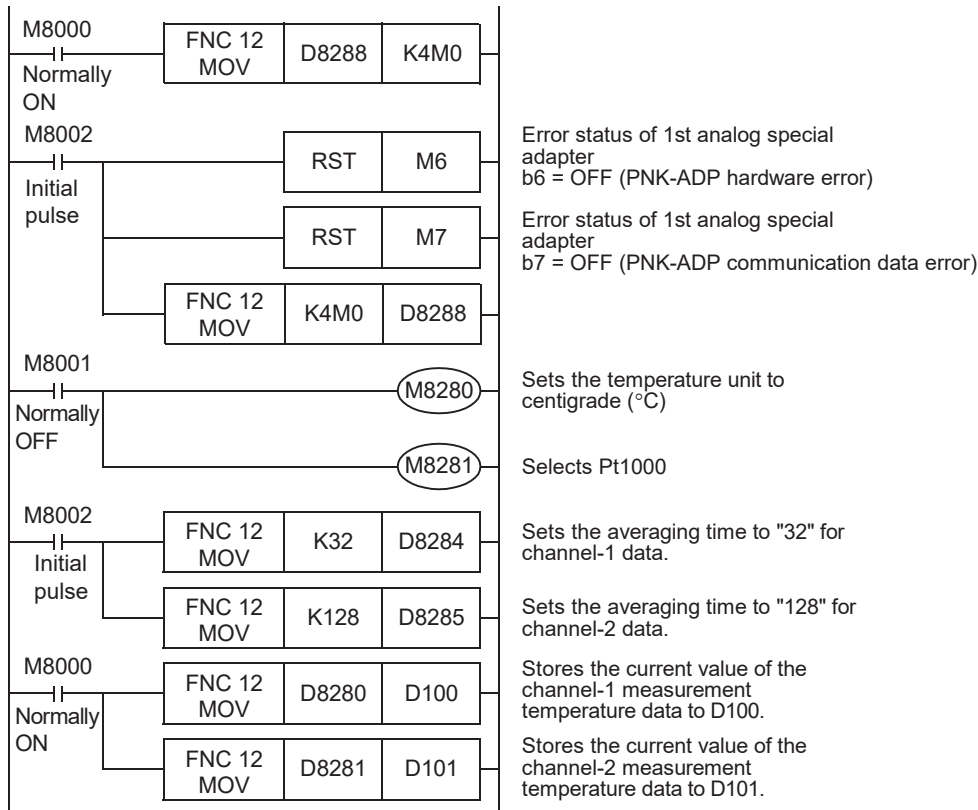 M8000
FNC 12
MOV
D8288
K4M0
Normally
ON
M8002
RST
M6
Initial
pulse
Error status of 1st analog special
adapter
b6 = OFF (PNK-ADP hardware error)
RST
M7
Error status of 1st analog special
adapter
b7 = OFF (PNK-ADP communication data error)
FNC 12
MOV
K4M0
D8288
M8001
Normally
OFF
M8280
Sets the temperature unit to
centigrade (°C)
M8281
Selects Pt1000
M8002
Initial
pulse
FNC 12
MOV
K32
D8284
Sets the averaging time to "32" for
channel-1 data.
FNC 12
MOV
K128
D8285
Sets the averaging time to "128" for
channel-2 data.
M8000
Normally
ON
FNC 12
MOV
D8280
D100
Stores the current value of the
channel-1 measurement
temperature data to D100.
FNC 12
MOV
D8281
D101
Stores the current value of the
channel-2 measurement
temperature data to D101.